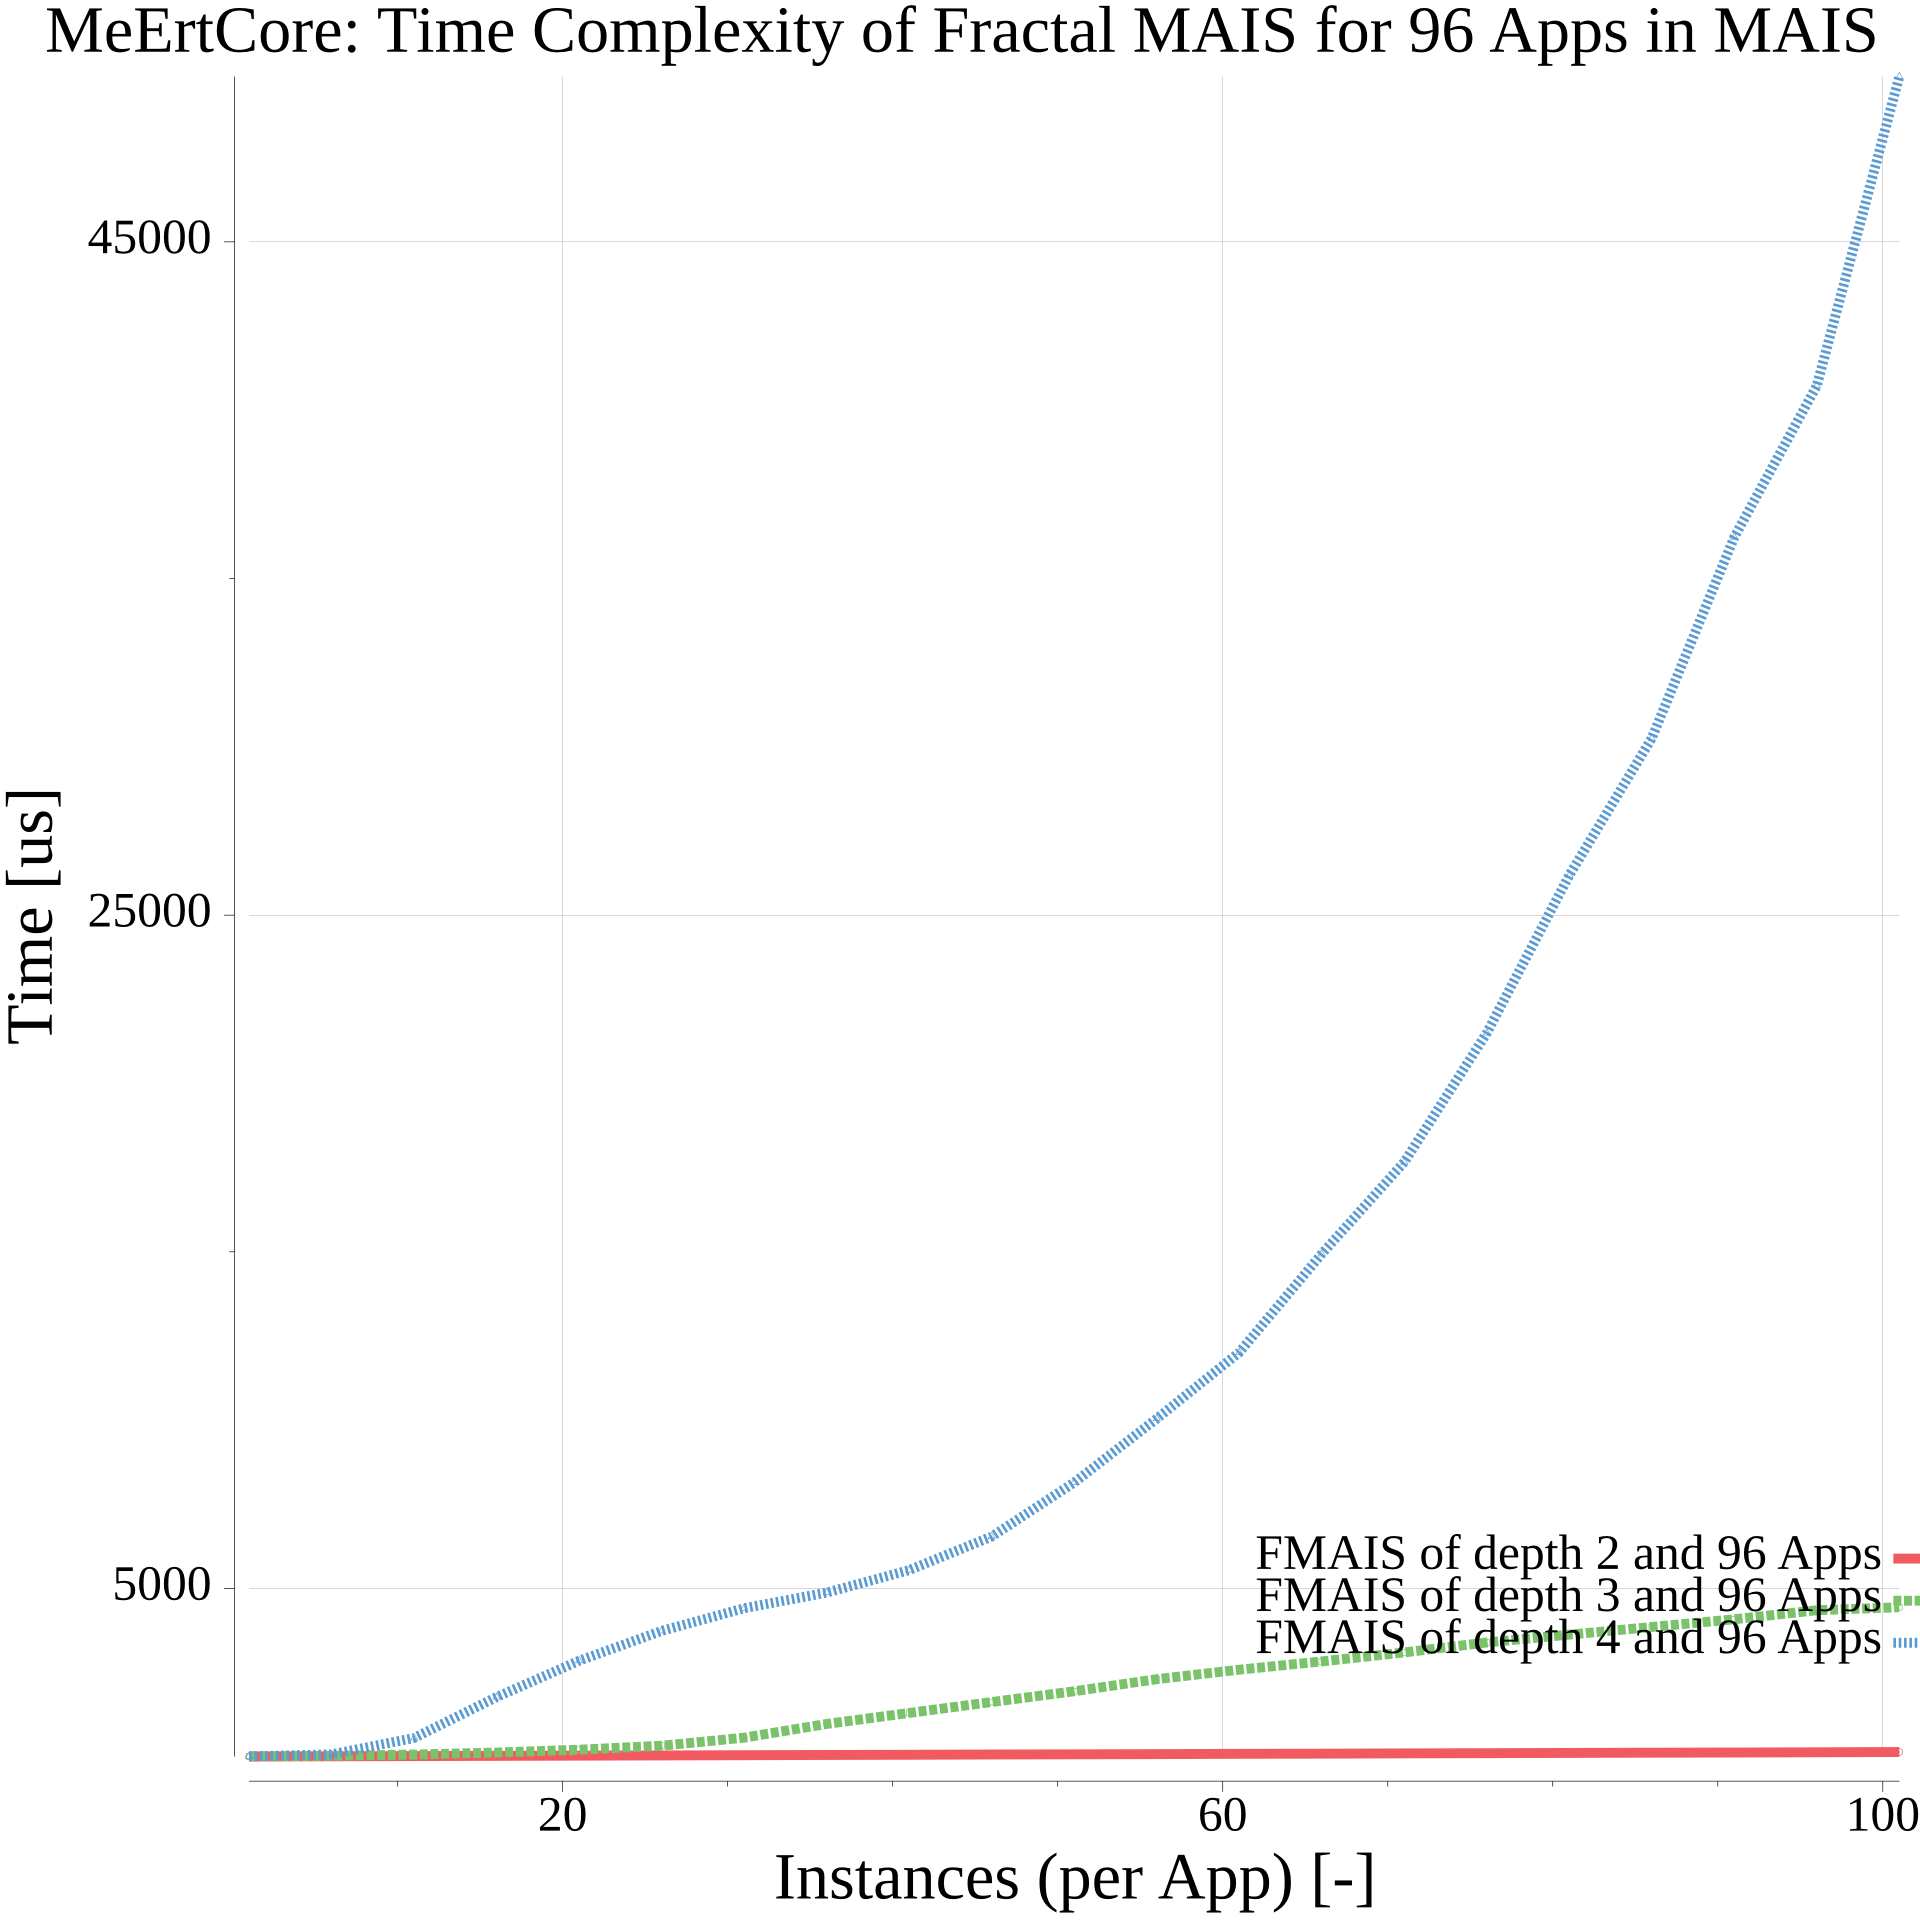 MeErtCore: Time Complexity of Fractal MAIS for 96 Apps in MAIS
45000
25000
5000
Time [us]
FMAIS of depth 2 and 96 Apps
FMAIS of depth 3 and 96 Apps
FMAIS of depth 4 and 96 Apps
20
60
100
Instances (per App) [-]